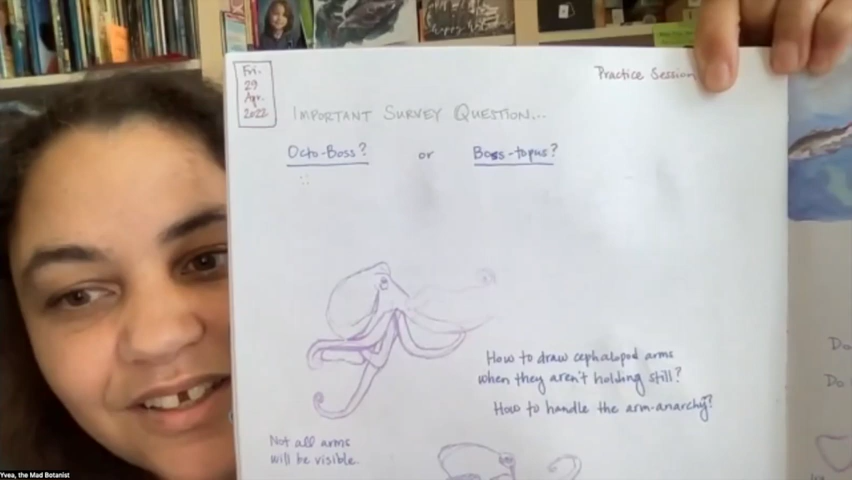 Fri.
29
Apr.
2022
Practice Session
IMPORTANT SURVEY QUESTION...
Octo-Boss? or Boss-topus?
How to draw cephalopod arms
when they aren't holding still?
How to handle the arm-anarchy?
Not all arms
will be visible.
Do
Do
Yvea, the Mad Botanist